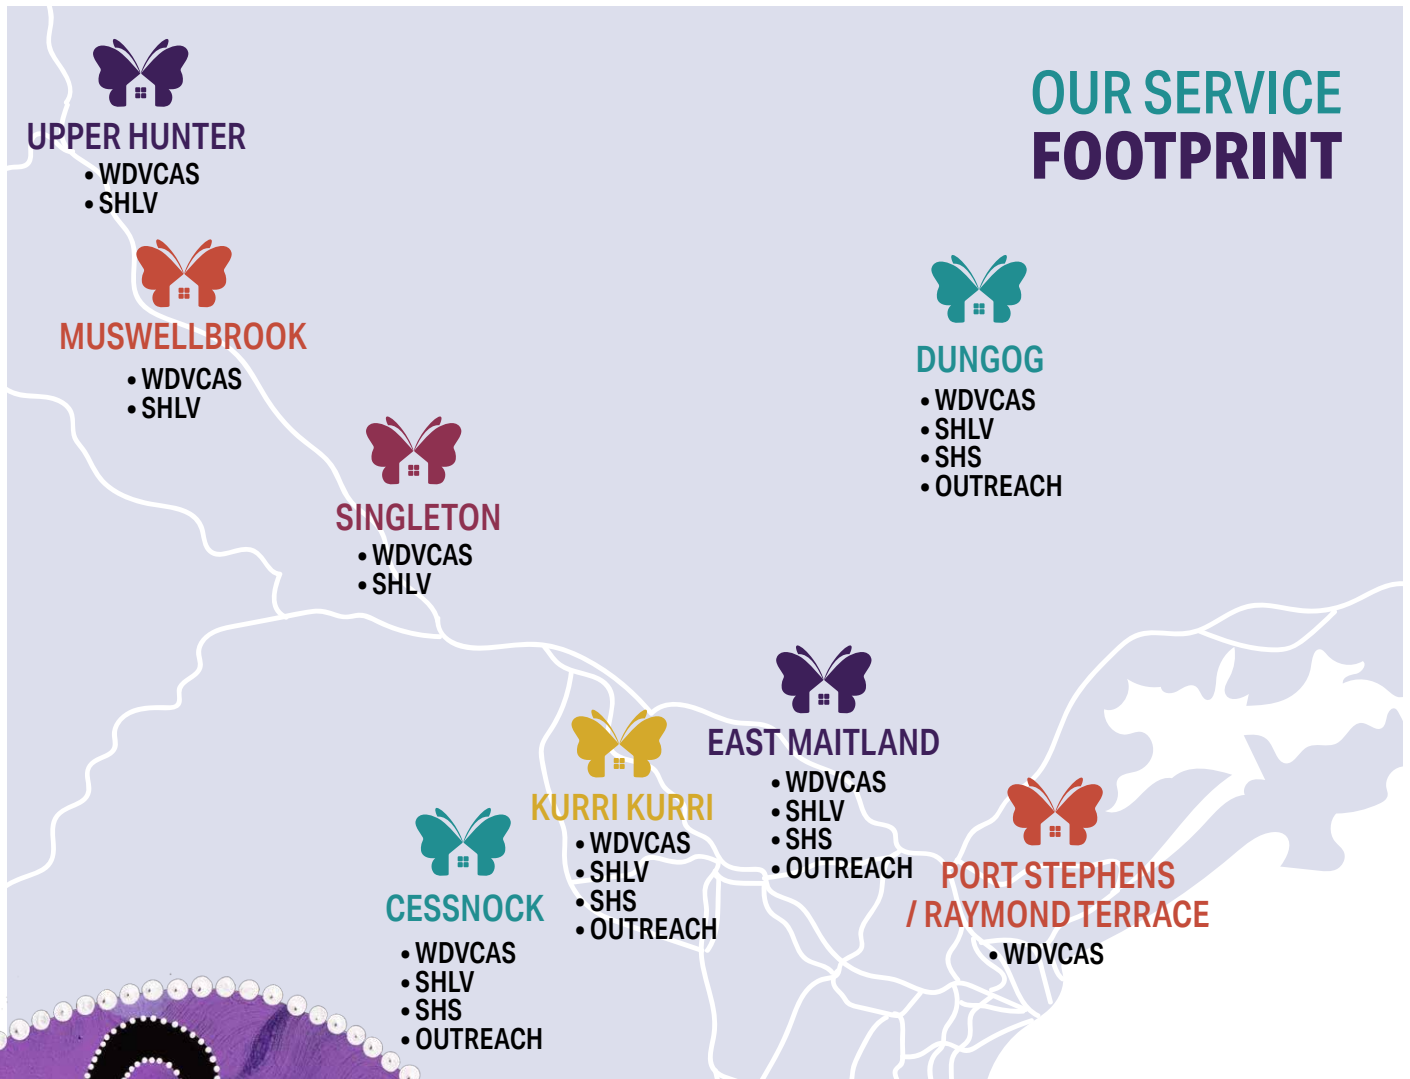 OUR SERVICE
FOOTPRINT
UPPER HUNTER
• WDVCAS
• SHLV
MUSWELLBROOK
• WDVCAS
• SHLV
DUNGOG
• WDVCAS
• SHLV
• SHS
• OUTREACH
SINGLETON
• WDVCAS
• SHLV
EAST MAITLAND
• WDVCAS
• SHLV
• SHS
• OUTREACH
KURRI KURRI
• WDVCAS
• SHLV
• SHS
• OUTREACH
CESSNOCK
• WDVCAS
• SHLV
• SHS
• OUTREACH
PORT STEPHENS
/ RAYMOND TERRACE
• WDVCAS